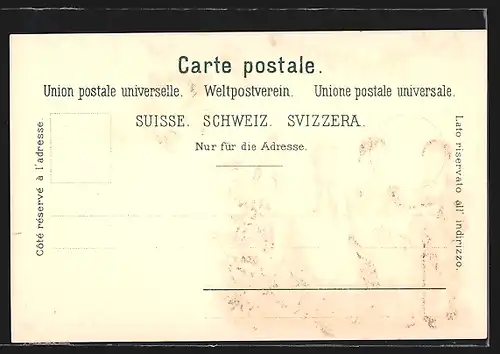 Carte postale.
Union postale universelle. Weltpostverein. Unione postale universale.
SUISSE. SCHWEIZ. SVIZZERA.
Nur für die Adresse.
Côté réservé à l'adresse.
Lato riservato all' indirizzo.